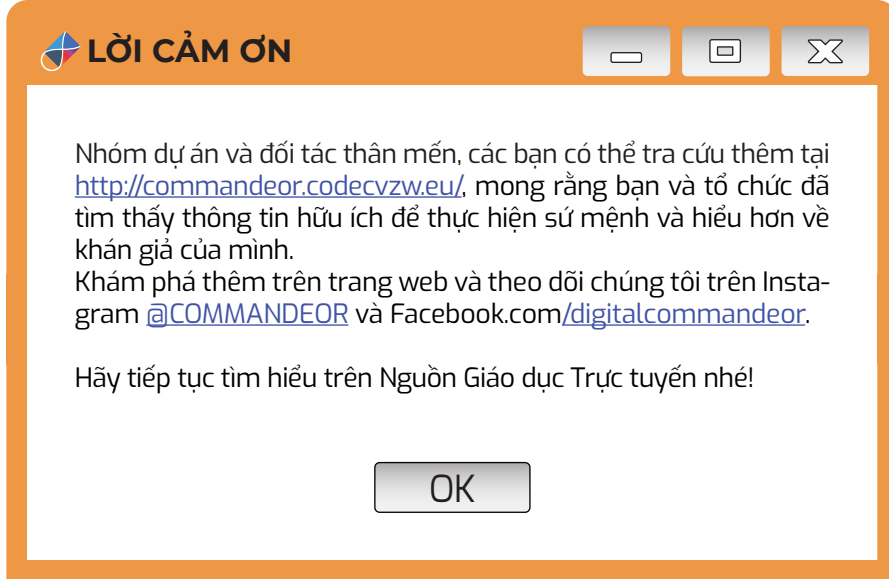 LỜI CẢM ƠN
Nhóm dự án và đối tác thân mến, các bạn có thể tra cứu thêm tại
http://commandeor.codecvzw.eu/, mong rằng bạn và tổ chức đã
tìm thấy thông tin hữu ích để thực hiện sứ mệnh và hiểu hơn về
khán giả của mình.
Khám phá thêm trên trang web và theo dõi chúng tôi trên Insta-
gram @COMMANDEOR và Facebook.com/digitalcommandeor.
Hãy tiếp tục tìm hiểu trên Nguồn Giáo dục Trực tuyến nhé!
OK